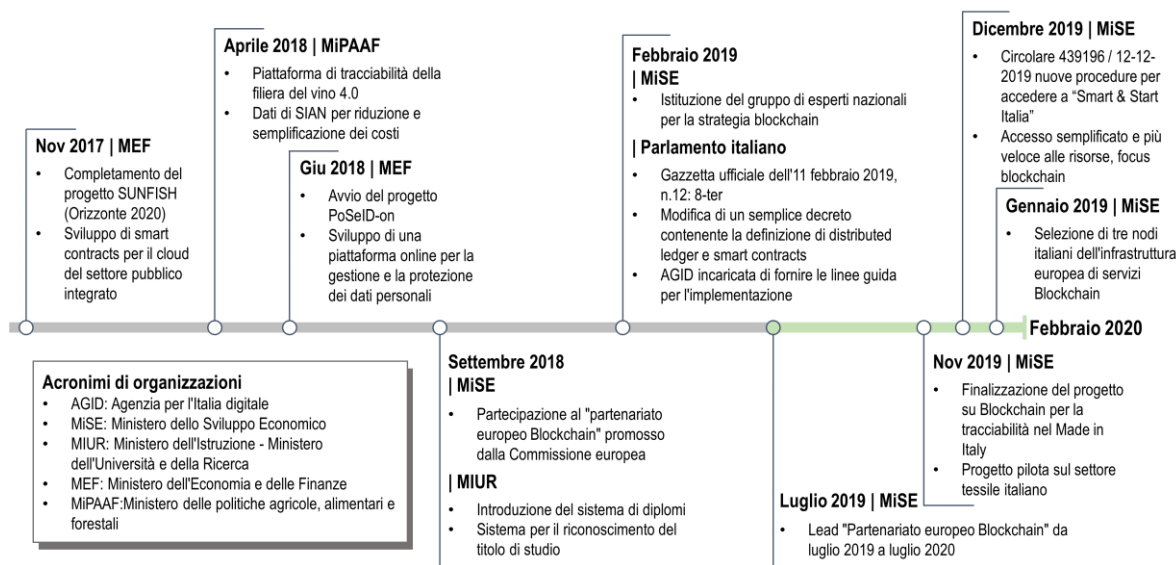 Nov 2017 | MEF
• Completamento del
progetto SUNFISH
(Orizzonte 2020)
• Sviluppo di smart
contracts per il cloud
del settore pubblico
integrato
Aprile 2018 | MiPAAF
• Piattaforma di tracciabilità della
filiera del vino 4.0
• Dati di SIAN per riduzione e
semplificazione dei costi
Giu 2018 | MEF
• Avvio del progetto
PoSeID-on
• Sviluppo di una
piattaforma online per la
gestione e la protezione
dei dati personali
Settembre 2018
| MiSE
• Partecipazione al "partenariato
europeo Blockchain" promosso
dalla Commissione europea
| MIUR
• Introduzione del sistema di diplomi
• Sistema per il riconoscimento del
titolo di studio
Febbraio 2019
| MiSE
• Istituzione del gruppo di esperti nazionali
per la strategia blockchain
| Parlamento italiano
• Gazzetta ufficiale dell'11 febbraio 2019,
n.12: 8-ter
• Modifica di un semplice decreto
contenente la definizione di distributed
ledger e smart contracts
• AGID incaricata di fornire le linee guida
per l'implementazione
Luglio 2019 | MiSE
• Lead "Partenariato europeo Blockchain" da
luglio 2019 a luglio 2020
Nov 2019 | MiSE
• Finalizzazione del progetto
su Blockchain per la
tracciabilità nel Made in
Italy
• Progetto pilota sul settore
tessile italiano
Dicembre 2019 | MiSE
• Circolare 439196 / 12-12-
2019 nuove procedure per
accedere a “Smart & Start
Italia”
• Accesso semplificato e più
veloce alle risorse, focus
blockchain
Gennaio 2019 | MiSE
• Selezione di tre nodi
italiani dell'infrastruttura
europea di servizi
Blockchain
Febbraio 2020
Acronimi di organizzazioni
• AGID: Agenzia per l'Italia digitale
• MiSE: Ministero dello Sviluppo Economico
• MIUR: Ministero dell'Istruzione - Ministero
dell'Università e della Ricerca
• MEF: Ministero dell'Economia e delle Finanze
• MiPAAF:Ministero delle politiche agricole, alimentari e
forestali